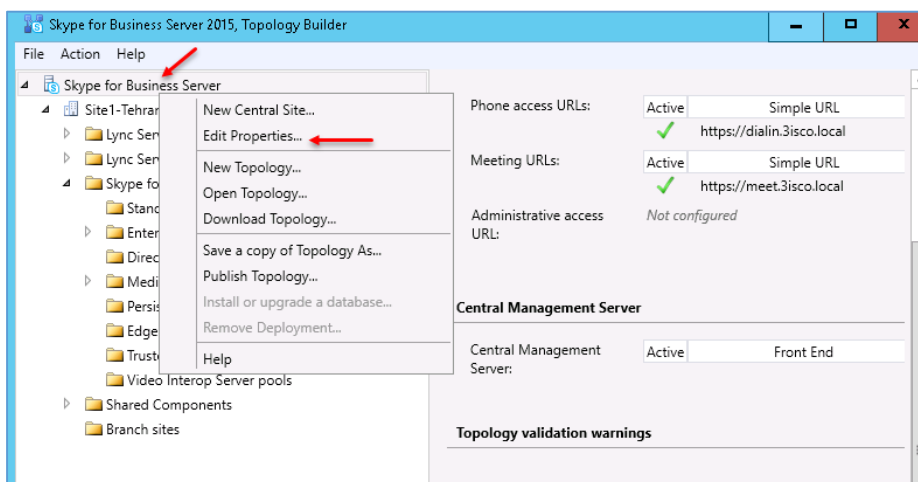 Skype for Business Server 2015, Topology Builder
File Action Help
Skype for Business Server
Site1-Tehran
Lync Ser
Lync Ser
Skype fo
Stand
Enter
Direc
Medi
Persis
Edge
Trust
Video Interop Server pools
Shared Components
Branch sites
New Central Site...
Edit Properties...
New Topology...
Open Topology...
Download Topology...
Save a copy of Topology As...
Publish Topology...
Install or upgrade a database...
Remove Deployment...
Help
Phone access URLs: Active Simple URL
https://dialin.3isco.local
Meeting URLs: Active Simple URL
https://meet.3isco.local
Administrative access Not configured
URL:
Central Management Server
Central Management Active Front End
Server:
Topology validation warnings